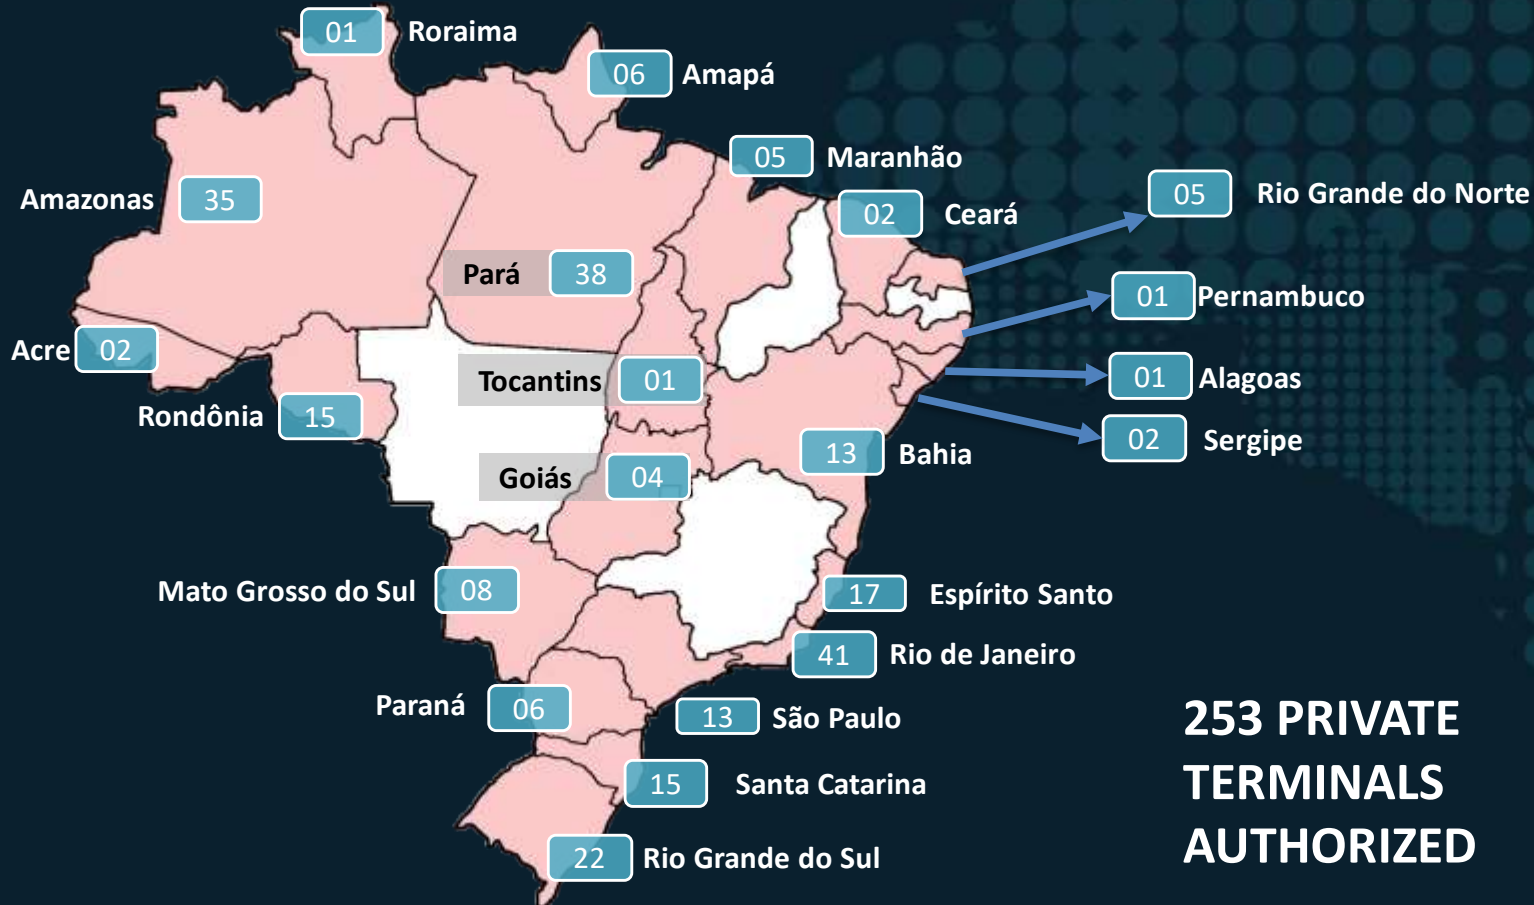 01 Roraima
06 Amapá
05 Maranhão
Amazonas 35
02 Ceará
05 Rio Grande do Norte
Pará 38
01 Pernambuco
Acre 02
Tocantins 01
01 Alagoas
Rondônia 15
02 Sergipe
13 Bahia
Goiás 04
Mato Grosso do Sul 08
17 Espírito Santo
41 Rio de Janeiro
Paraná 06
13 São Paulo
15 Santa Catarina
22 Rio Grande do Sul
253 PRIVATE
TERMINALS
AUTHORIZED